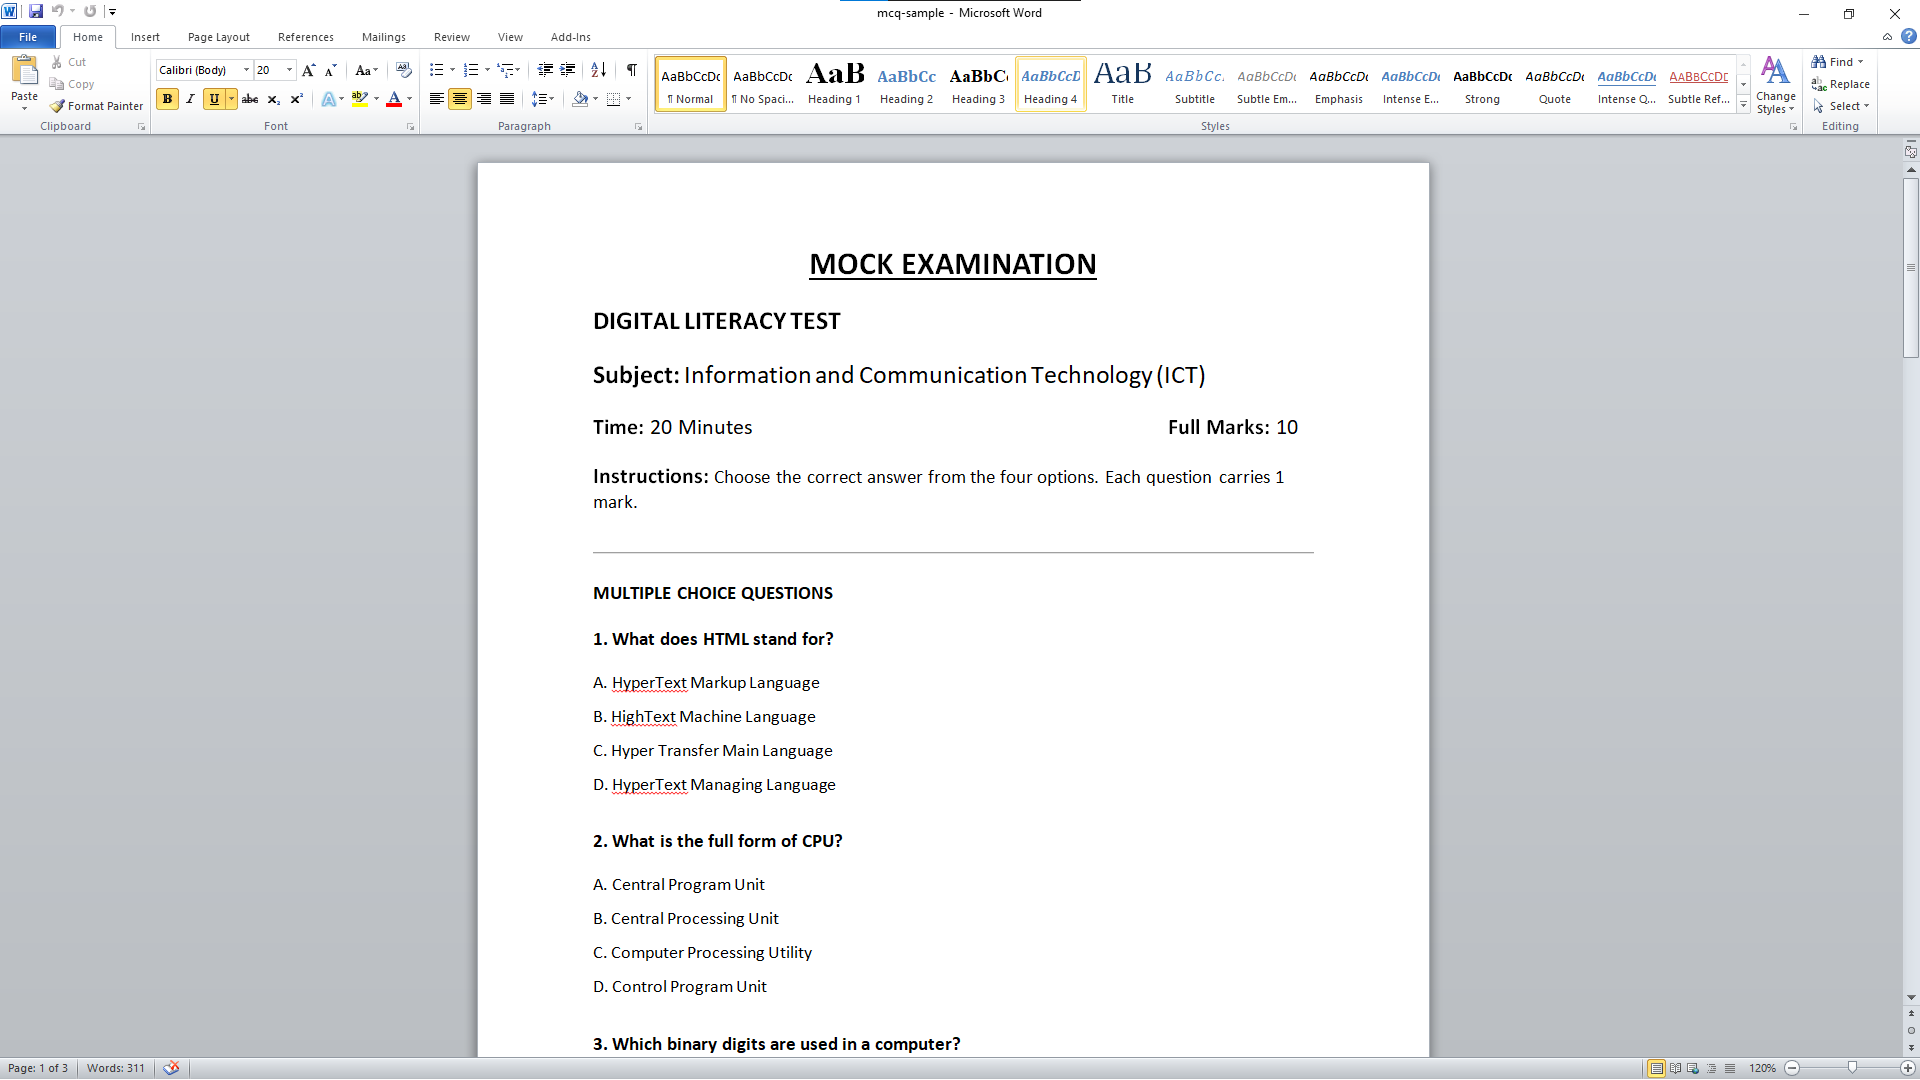 mcq-sample - Microsoft Word
File Home Insert Page Layout References Mailings Review View Add-Ins
Paste
Cut
Copy
Format Painter
Clipboard
Calibri (Body) 20
Font
Paragraph
AaBbCcDc AaBbCcDc AaB AaBbCc AaBbC AaBbCcD AaB AaBbCc. AaBbCcDc AaBbCcDc AaBbCcDc AaBbCcDc AaBbCcDc AaBbCcDc AABBCCDE
¶ Normal ¶ No Spaci... Heading 1 Heading 2 Heading 3 Heading 4 Title Subtitle Subtle Em... Emphasis Intense E... Strong Quote Intense Q... Subtle Ref...
Styles
Change
Styles
Find
Replace
Select
Editing
MOCK EXAMINATION
DIGITAL LITERACY TEST
Subject: Information and Communication Technology (ICT)
Time: 20 Minutes Full Marks: 10
Instructions: Choose the correct answer from the four options. Each question carries 1
mark.
MULTIPLE CHOICE QUESTIONS
1. What does HTML stand for?
A. HyperText Markup Language
B. HighText Machine Language
C. Hyper Transfer Main Language
D. HyperText Managing Language
2. What is the full form of CPU?
A. Central Program Unit
B. Central Processing Unit
C. Computer Processing Utility
D. Control Program Unit
3. Which binary digits are used in a computer?
Page: 1 of 3 Words: 311 120%